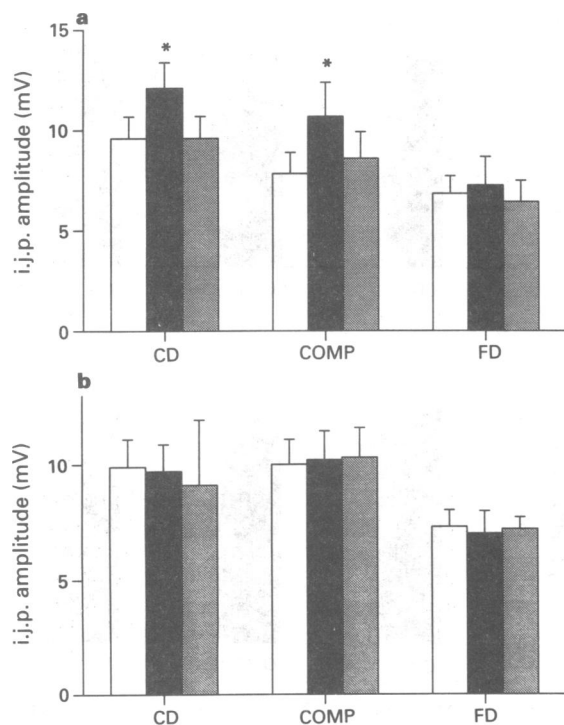 a
15
* *
10
5
0
i.j.p. amplitude (mV)
CD COMP FD
b
10
5
0
i.j.p. amplitude (mV)
CD COMP FD